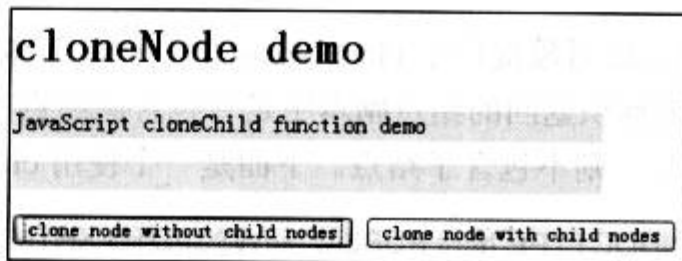 cloneNode demo
JavaScript cloneChild function demo
clone node without child nodes
clone node with child nodes